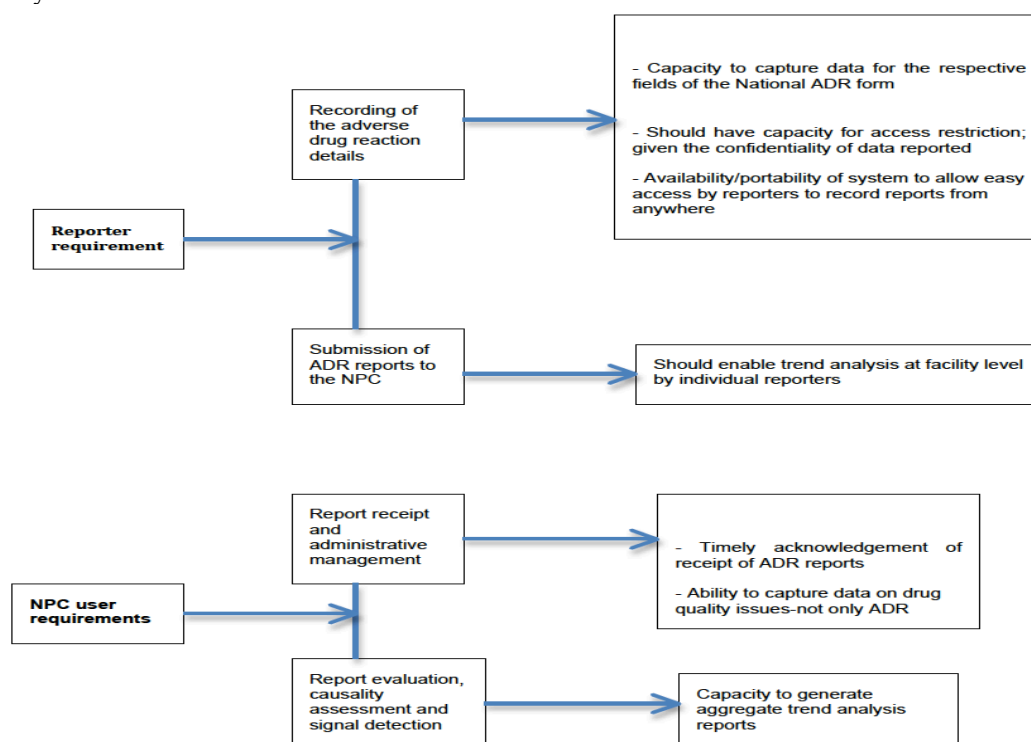 - Capacity to capture data for the respective
fields of the National ADR form
- Should have capacity for access restriction;
given the confidentiality of data reported
- Availability/portability of system to allow easy
access by reporters to record reports from
anywhere
Recording of
the adverse
drug reaction
details
Reporter
requirement
Submission of
ADR reports to
the NPC
Should enable trend analysis at facility level
by individual reporters
Report receipt
and
administrative
management
- Timely acknowledgement of
receipt of ADR reports
- Ability to capture data on drug
quality issues-not only ADR
NPC user
requirements
Report evaluation,
causality
assessment and
signal detection
Capacity to generate
aggregate trend analysis
reports